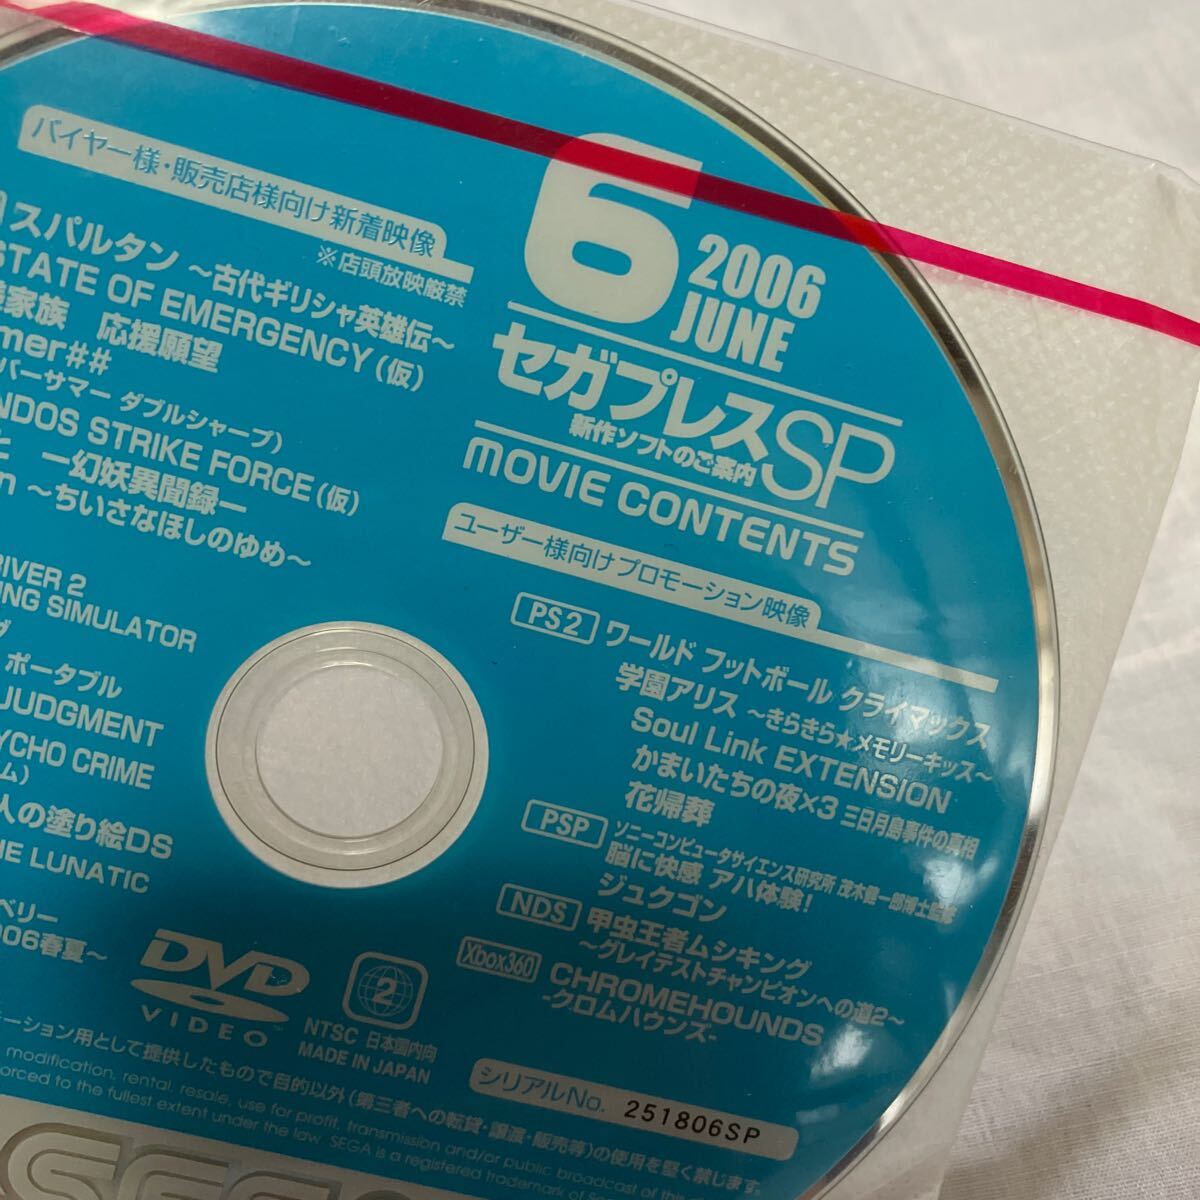 6
2006
JUNE
セガプレスSP
新作ソフトのご案内
MOVIE CONTENTS
バイヤー様・販売店様向け新着映像
※店頭放映厳禁
スパルタン ～古代ギリシャ英雄伝～
STATE OF EMERGENCY(仮)
家族 応援願望
mer##
バーサマー ダブルシャープ)
NDOS STRIKE FORCE(仮)
ー幻妖異聞録ー
n ～ちいさなほしのゆめ～
RIVER 2
ING SIMULATOR
ポータブル
JUDGMENT
YCHO CRIME
ム)
人の塗り絵DS
HE LUNATIC
ベリー
006春夏～
ユーザー様向けプロモーション映像
PS2 ワールド フットボール クライマックス
学園アリス ～きらきら★メモリーキッス～
Soul Link EXTENSION
かまいたちの夜×3 三日月島事件の真相
花帰葬
PSP ソニーコンピュータサイエンス研究所 茂木健一郎博士監修
脳に快感 アハ体験!
ジュクゴン
NDS 甲虫王者ムシキング
～グレイテストチャンピオンへの道2～
Xbox360 CHROMEHOUNDS
-クロムハウンズ-
DVD
VIDEO
2
NTSC 日本国内向
MADE IN JAPAN
シリアルNo. 251806SP
ーション用として提供したもので目的以外(第三者への転貸・譲渡・販売等)の使用を堅く禁じます。
modification, rental, resale, use for profit, transmission and/or public broadcast of this
orced to the fullest extent under the law. SEGA is a registered trademark of
SEGA